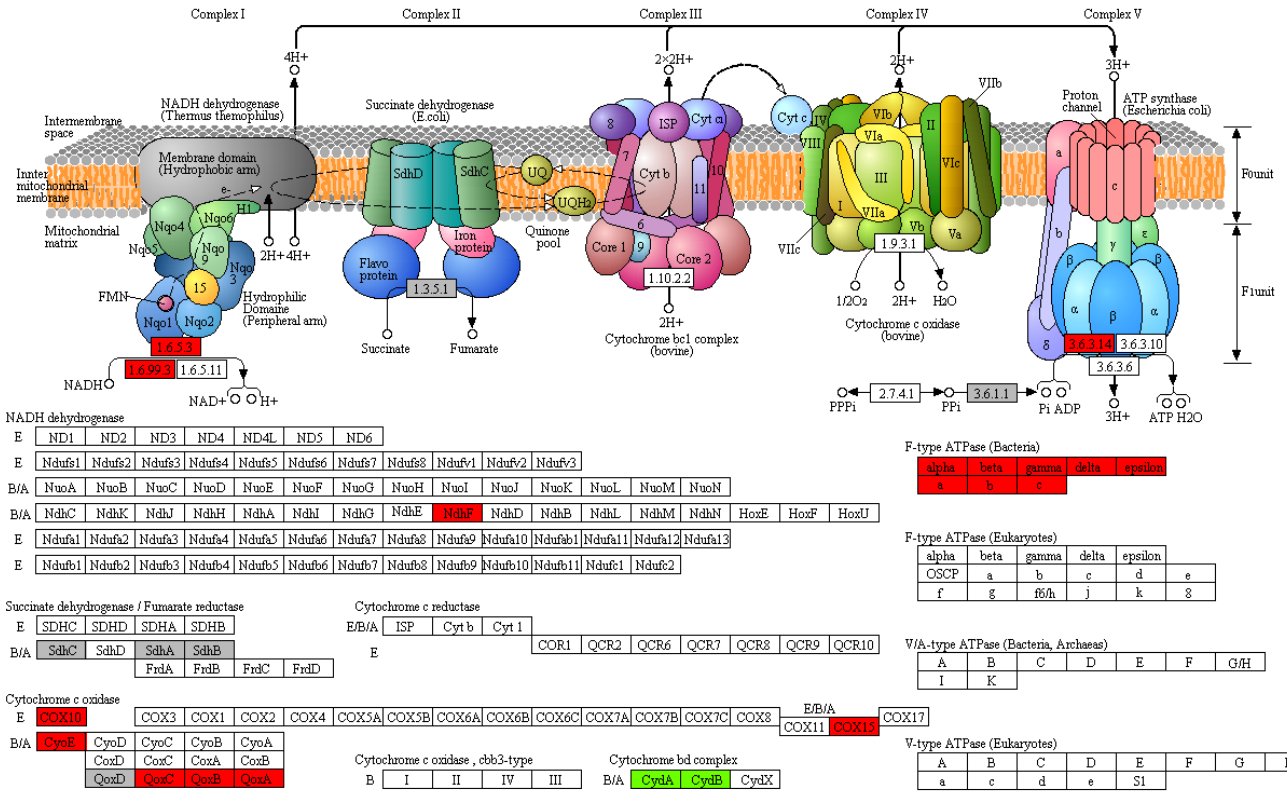 Complex I Complex II Complex III Complex IV Complex V
4H+ 2×2H+ 2H+ 3H+
NADH dehydrogenase
(Thermus themophilus)
Succinate dehydrogenase
(E.coli)
Proton
channel
ATP synthase
(Escherichia coli)
Intermembrane
space
Innter
mitochondrial
membrane
Mitochondrial
matrix
Membrane domain
(Hydrophobic arm)
e-
H1
Nqo6
Nqo4
Nqo5
Nqo
9
Nqo
3
15
FMN
Nqo1
Nqo2
2H+ 4H+
Hydrophilic
Domaine
(Peripheral arm)
1.6.5.3
1.6.99.3 1.6.5.11
NADH
NAD+ H+
SdhD SdhC
Iron
protein
Flavo
protein
1.3.5.1
Succinate Fumarate
UQ
UQH2
Quinone
pool
8 ISP Cyt c1
7 Cyt b 11 10
6
9
Core 1 Core 2
1.10.2.2
2H+
Cytochrome bc1 complex
(bovine)
Cyt c
IV VIb VIIb
VIII VIa II
VIc
III
I VIIa
VIIc Vb Va
1.9.3.1
1/2O2 2H+ H2O
Cytochrome c oxidase
(bovine)
a c
b γ ε
β β
α β α
δ
F0unit
F1unit
3.6.3.14 3.6.3.10
3.6.3.6
PPPi 2.7.4.1 PPi 3.6.1.1 Pi ADP 3H+ ATP H2O
NADH dehydrogenase
E ND1 ND2 ND3 ND4 ND4L ND5 ND6
E Ndufs1 Ndufs2 Ndufs3 Ndufs4 Ndufs5 Ndufs6 Ndufs7 Ndufs8 Ndufv1 Ndufv2 Ndufv3
B/A NuoA NuoB NuoC NuoD NuoE NuoF NuoG NuoH NuoI NuoJ NuoK NuoL NuoM NuoN
B/A NdhC NdhK NdhJ NdhH NdhA NdhI NdhG NdhE NdhF NdhD NdhB NdhL NdhM NdhN HoxE HoxF HoxU
E Ndufa1 Ndufa2 Ndufa3 Ndufa4 Ndufa5 Ndufa6 Ndufa7 Ndufa8 Ndufa9 Ndufa10 Ndufab1 Ndufa11 Ndufa12 Ndufa13
E Ndufb1 Ndufb2 Ndufb3 Ndufb4 Ndufb5 Ndufb6 Ndufb7 Ndufb8 Ndufb9 Ndufb10 Ndufb11 Ndufc1 Ndufc2
Succinate dehydrogenase / Fumarate reductase
E SDHC SDHD SDHA SDHB
B/A SdhC SdhD SdhA SdhB
FrdA FrdB FrdC FrdD
Cytochrome c reductase
E/B/A ISP Cyt b Cyt 1
E COR1 QCR2 QCR6 QCR7 QCR8 QCR9 QCR10
Cytochrome c oxidase
E/B/A
E COX10 COX3 COX1 COX2 COX4 COX5A COX5B COX6A COX6B COX6C COX7A COX7B COX7C COX8 COX11 COX15 COX17
B/A CyoE CyoD CyoC CyoB CyoA
CoxD CoxC CoxA CoxB
QoxD QoxC QoxB QoxA
Cytochrome c oxidase , cbb3-type
B I II IV III
Cytochrome bd complex
B/A CydA CydB CydX
F-type ATPase (Bacteria)
alpha beta gamma delta epsilon
a b c
F-type ATPase (Eukaryotes)
alpha beta gamma delta epsilon
OSCP a b c d e
f g f6/h j k 8
V/A-type ATPase (Bacteria, Archaeas)
A B C D E F G/H
I K
V-type ATPase (Eukaryotes)
A B C D E F G
a c d e S1